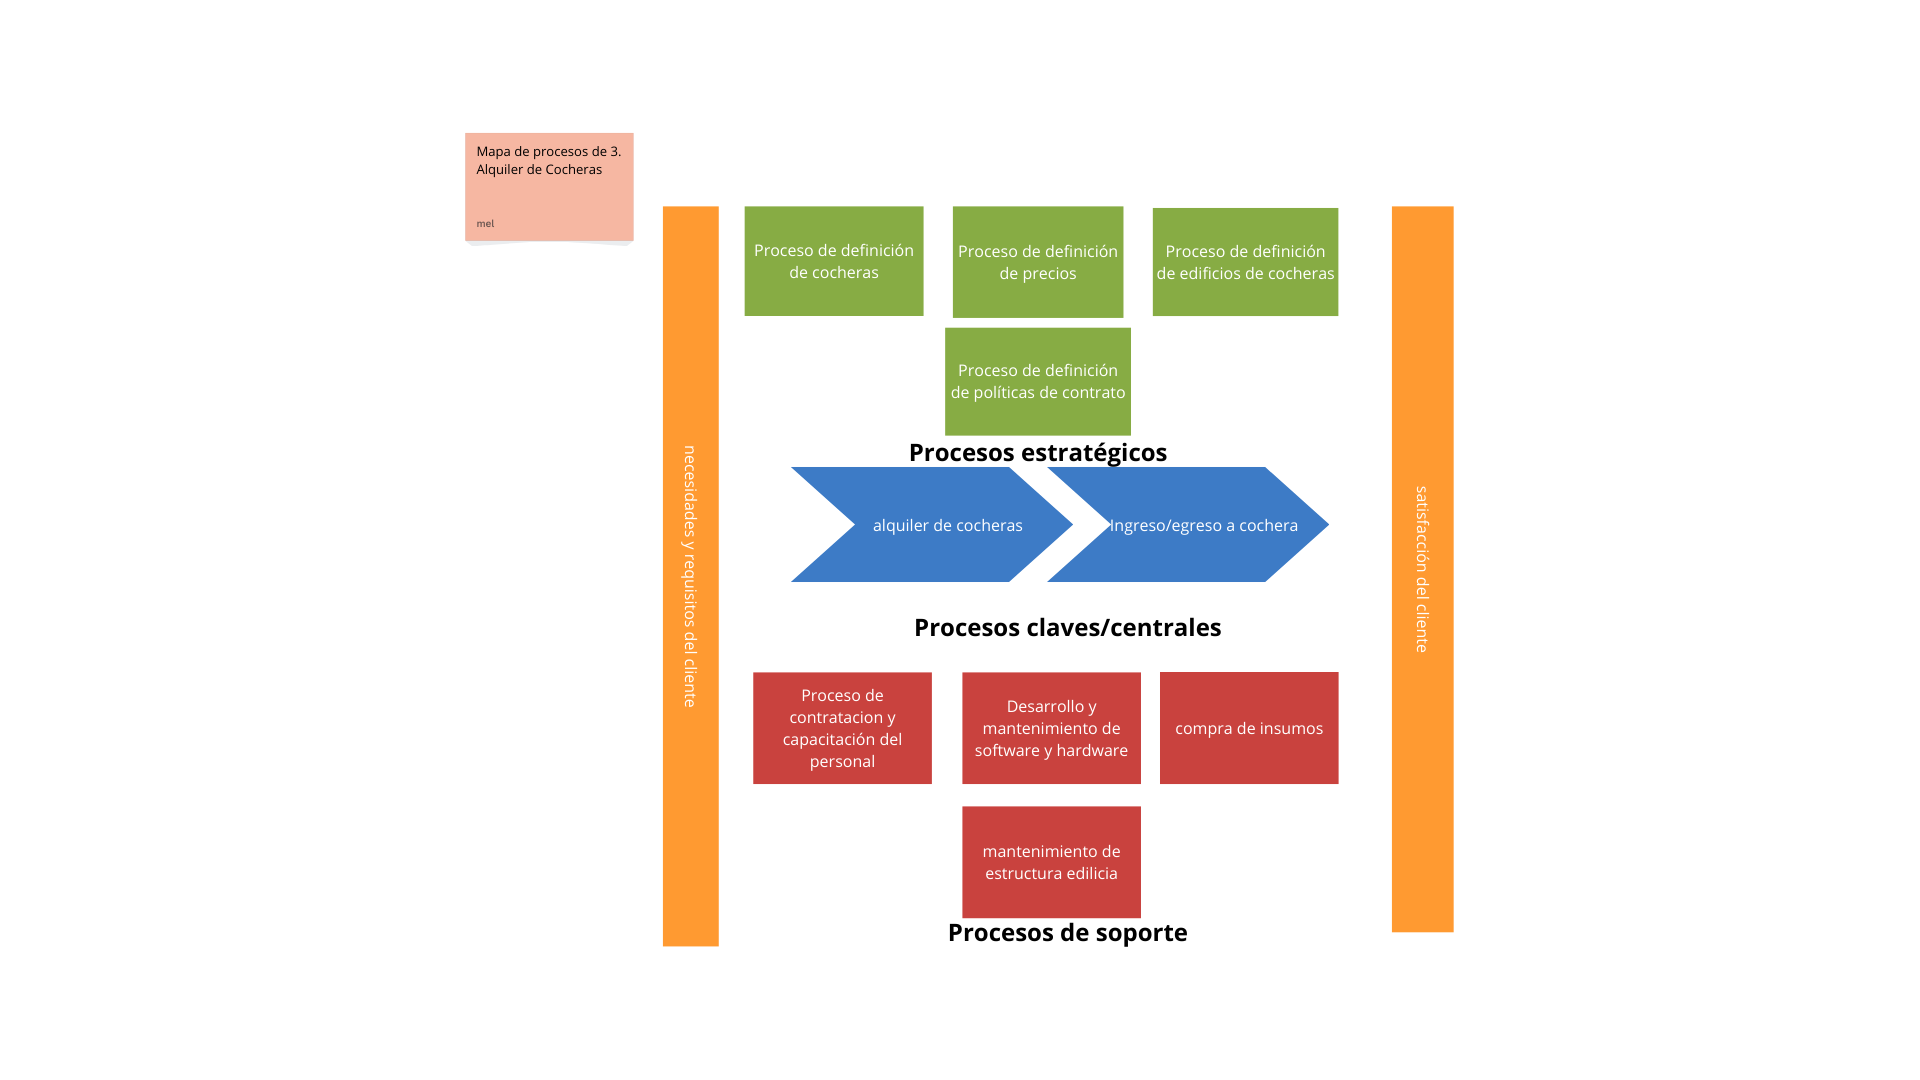 Mapa de procesos de 3.
Alquiler de Cocheras
mel
necesidades y requisitos del cliente
Proceso de definición
de cocheras
Proceso de definición
de precios
Proceso de definición
de edificios de cocheras
Proceso de definición
de políticas de contrato
Procesos estratégicos
alquiler de cocheras
Ingreso/egreso a cochera
Procesos claves/centrales
Proceso de
contratacion y
capacitación del
personal
Desarrollo y
mantenimiento de
software y hardware
compra de insumos
mantenimiento de
estructura edilicia
Procesos de soporte
satisfacción del cliente